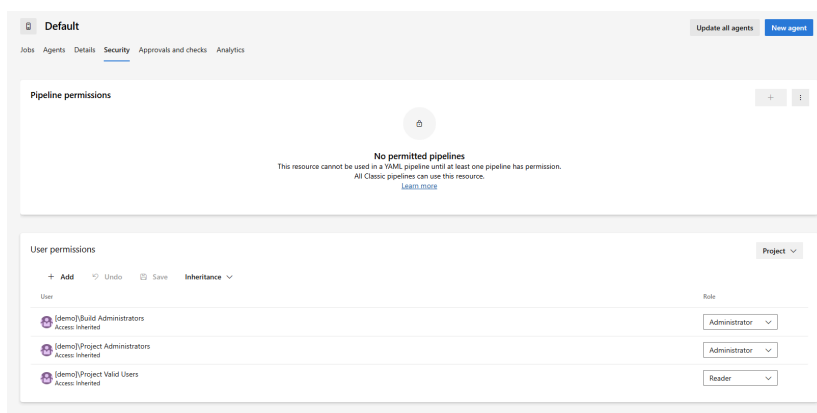 Default
Update all agents
New agent
Jobs Agents Details Security Approvals and checks Analytics
Pipeline permissions
No permitted pipelines
This resource cannot be used in a YAML pipeline until at least one pipeline has permission.
All Classic pipelines can use this resource.
Learn more
User permissions
Project
+ Add Undo Save Inheritance
User Role
[demo]\Build Administrators
Access: Inherited
Administrator
[demo]\Project Administrators
Access: Inherited
Administrator
[demo]\Project Valid Users
Access: Inherited
Reader